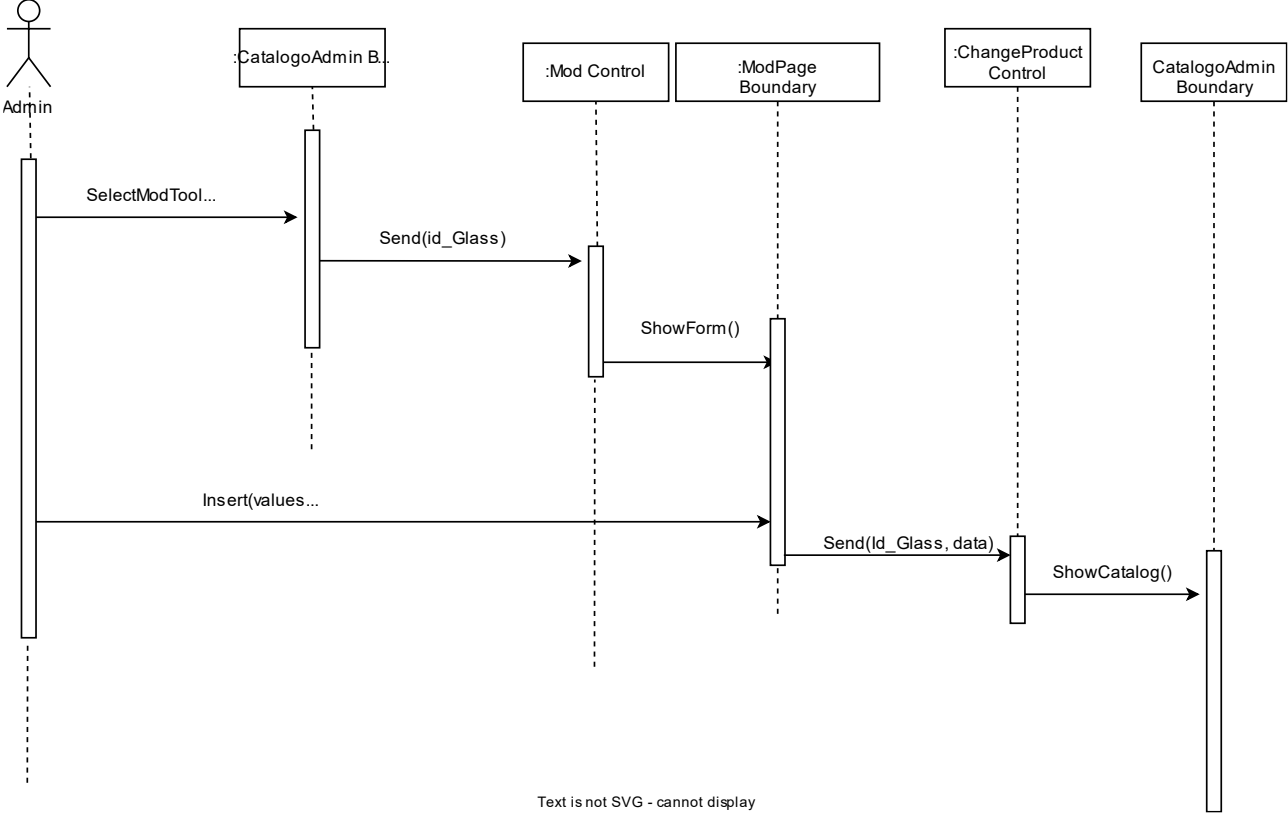 Admin
:CatalogoAdmin B...
:Mod Control
:ModPage
Boundary
:ChangeProduct
Control
CatalogoAdmin
Boundary
SelectModTool...
Send(id_Glass)
ShowForm()
Insert(values...
Send(Id_Glass, data)
ShowCatalog()
Text is not SVG - cannot display